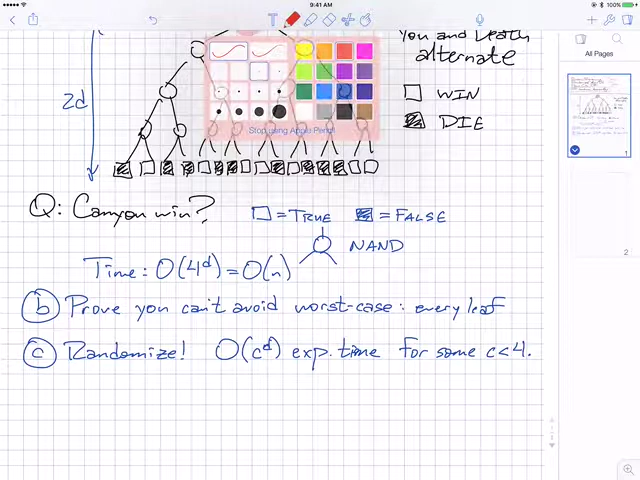 9:41 AM
100%
You and Death
alternate
2d
WIN
DIE
Stop using Apple Pencil
Q: Can you win?
= TRUE
= FALSE
NAND
Time: O(4^d) = O(n)
b Prove you can't avoid worst-case: every leaf
c Randomize! O(c^d) exp. time for some c<4.
All Pages
1
2